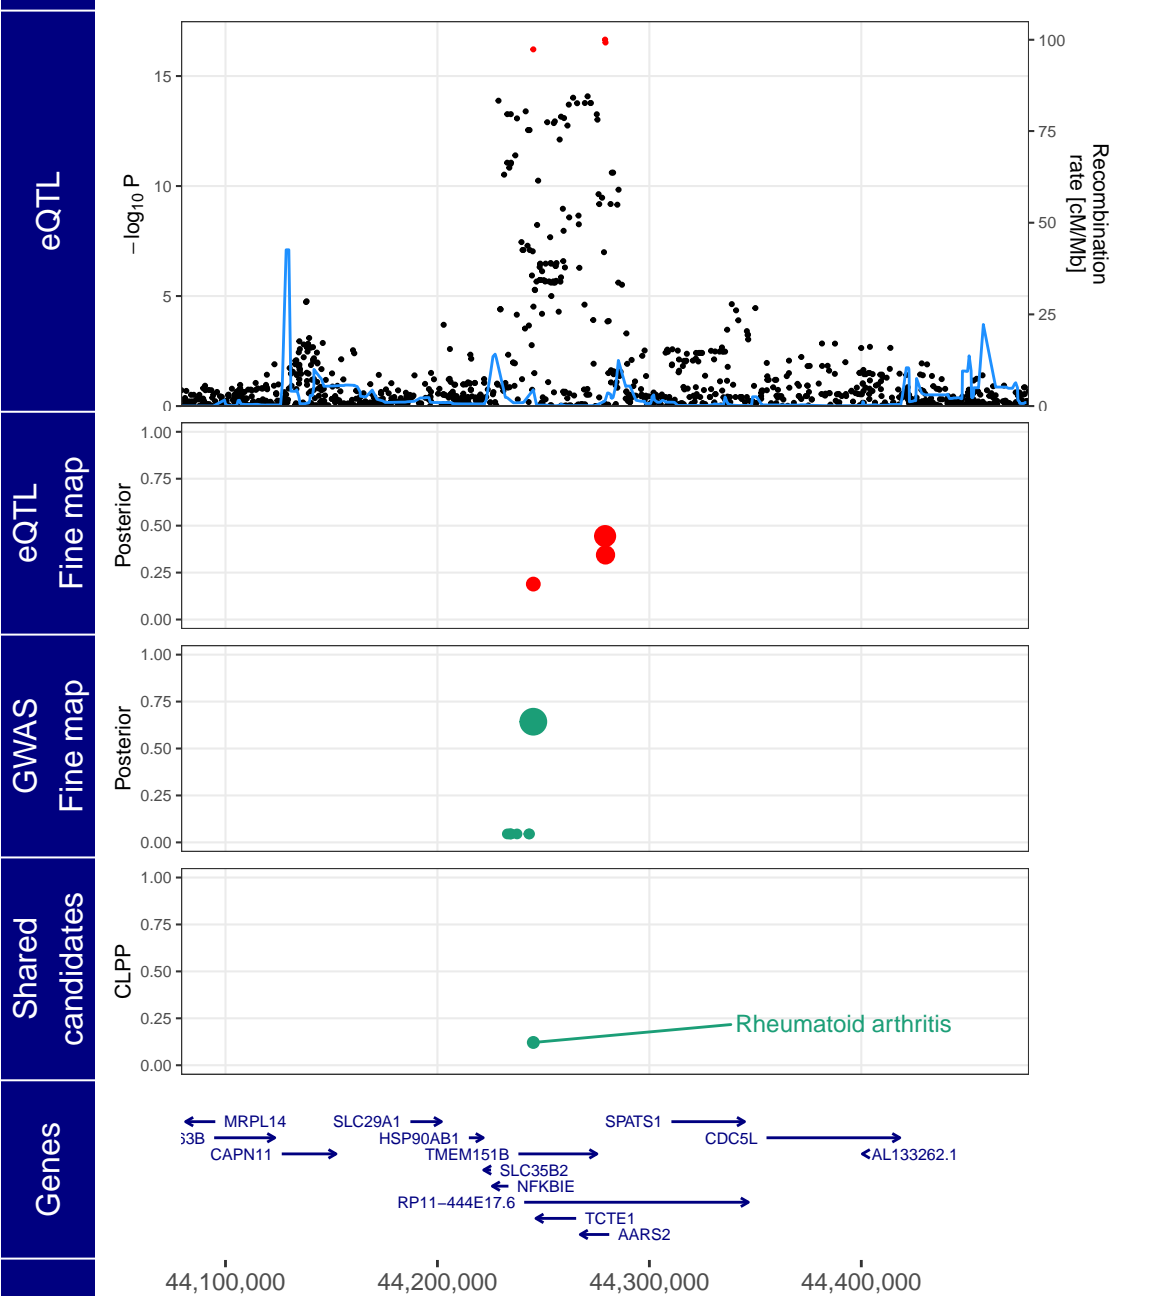 eQTL
−log10 P
15
10
5
0
100
75
50
25
0
Recombination
rate [cM/Mb]
eQTL
Fine map
Posterior
1.00
0.75
0.50
0.25
0.00
GWAS
Fine map
Posterior
1.00
0.75
0.50
0.25
0.00
Shared
candidates
CLPP
1.00
0.75
0.50
0.25
0.00
Rheumatoid arthritis
Genes
MRPL14
SLC29A1
SPATS1
63B
HSP90AB1
CDC5L
CAPN11
TMEM151B
AL133262.1
SLC35B2
NFKBIE
RP11−444E17.6
TCTE1
AARS2
44,100,000
44,200,000
44,300,000
44,400,000